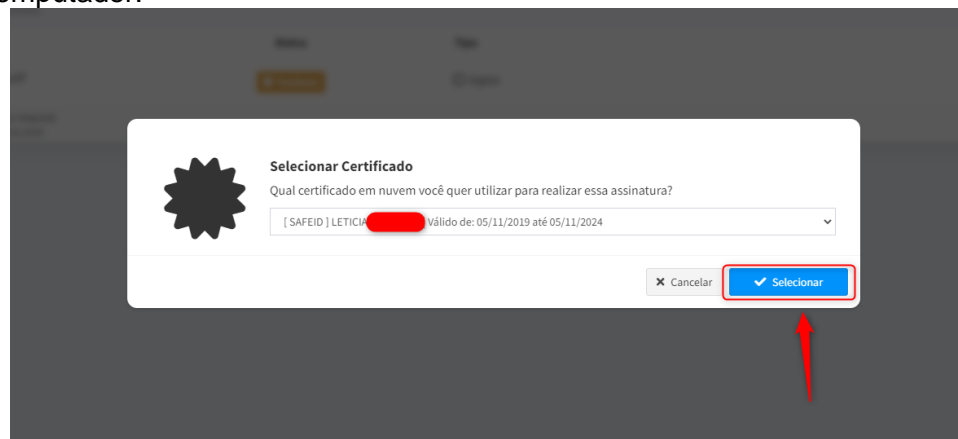 Selecionar Certificado
Qual certificado em nuvem você quer utilizar para realizar essa assinatura?
[ SAFEID ] LETICIA Válido de: 05/11/2019 até 05/11/2024
Cancelar Selecionar